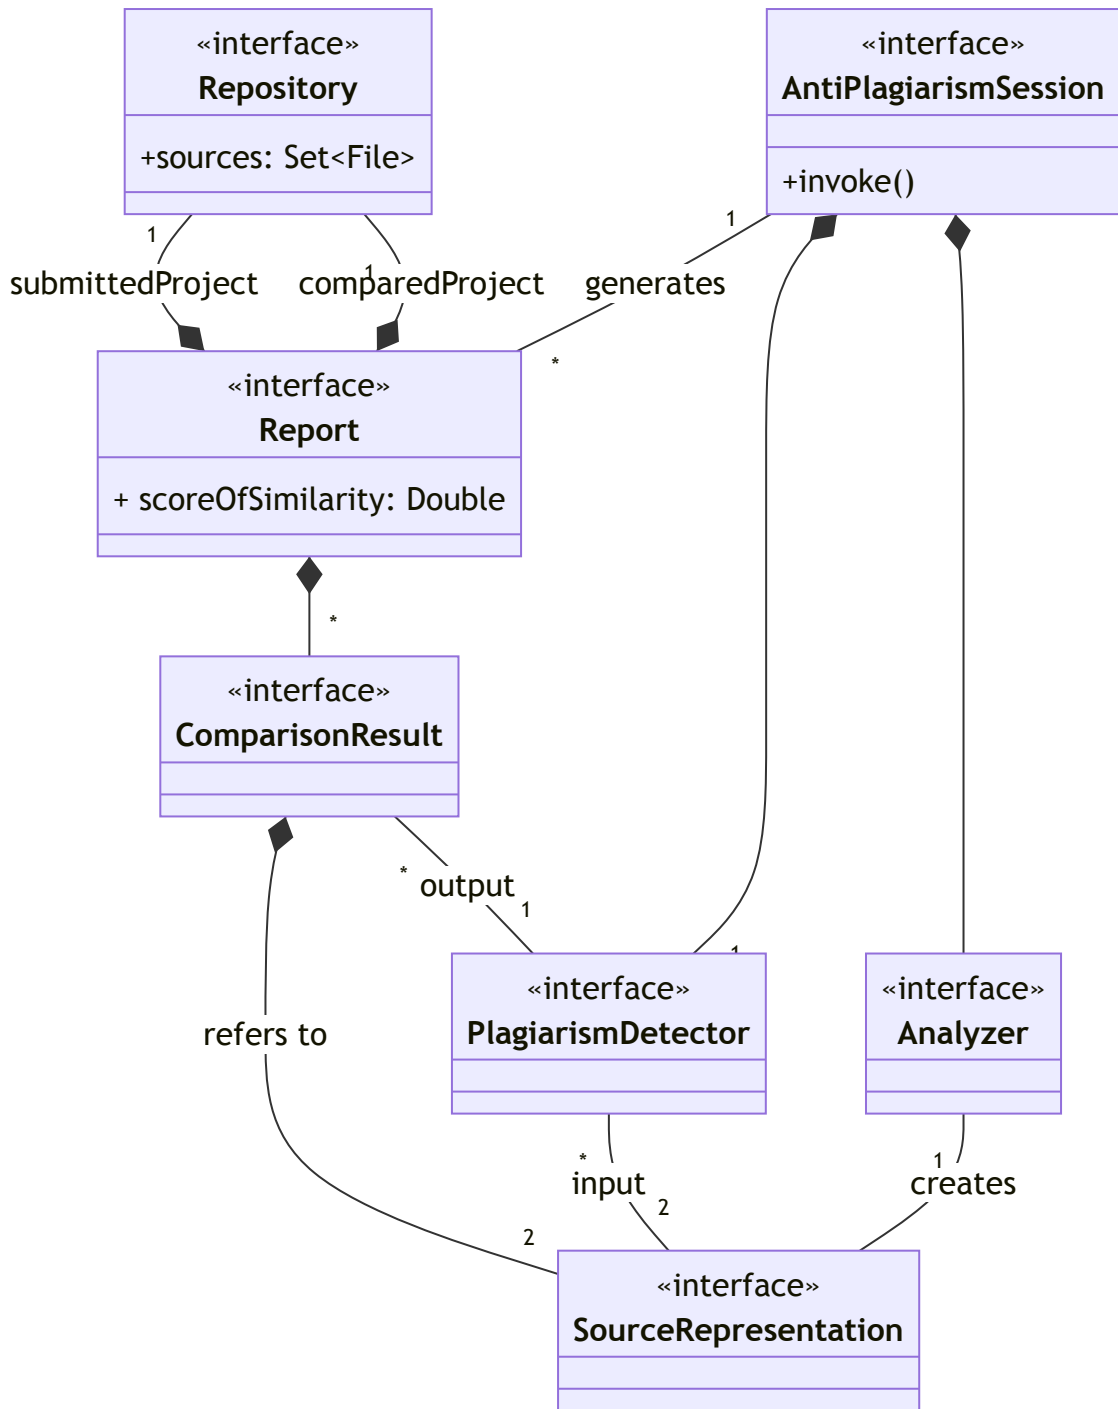 «interface»
Repository
+sources: Set<File>
«interface»
AntiPlagiarismSession
+invoke()
1
1
submittedProject
1
comparedProject
generates
*
«interface»
Report
+ scoreOfSimilarity: Double
*
«interface»
ComparisonResult
*
output
1
1
«interface»
PlagiarismDetector
«interface»
Analyzer
refers to
*
input
2
1
creates
2
«interface»
SourceRepresentation